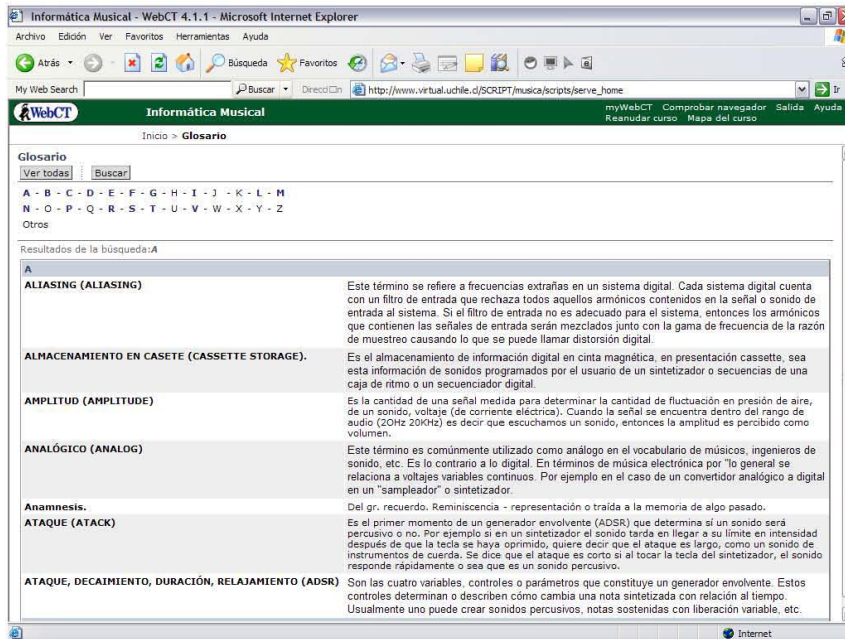 Informática Musical - WebCT 4.1.1 - Microsoft Internet Explorer
Archivo Edición Ver Favoritos Herramientas Ayuda
Atrás Búsqueda Favoritos
My Web Search Buscar Dirección http://www.virtual.uchile.cl/SCRIPT/musica/scripts/serve_home Ir
WebCT Informática Musical myWebCT Comprobar navegador Salida Ayuda
Reanudar curso Mapa del curso
Inicio > Glosario
Glosario
Ver todas Buscar
A - B - C - D - E - F - G - H - I - J - K - L - M
N - O - P - Q - R - S - T - U - V - W - X - Y - Z
Otros
Resultados de la búsqueda:A
A
ALIASING (ALIASING)
Este término se refiere a frecuencias extrañas en un sistema digital. Cada sistema digital cuenta
con un filtro de entrada que rechaza todos aquellos armónicos contenidos en la señal o sonido de
entrada al sistema. Si el filtro de entrada no es adecuado para el sistema, entonces los armónicos
que contienen las señales de entrada serán mezclados junto con la gama de frecuencia de la razón
de muestreo causando lo que se puede llamar distorsión digital.
ALMACENAMIENTO EN CASETE (CASSETTE STORAGE).
Es el almacenamiento de información digital en cinta magnética, en presentación cassette, sea
esta información de sonidos programados por el usuario de un sintetizador o secuencias de una
caja de ritmo o un secuenciador digital.
AMPLITUD (AMPLITUDE)
Es la cantidad de una señal medida para determinar la cantidad de fluctuación en presión de aire,
de un sonido, voltaje (de corriente eléctrica). Cuando la señal se encuentra dentro del rango de
audio (2OHz 20KHz) es decir que escuchamos un sonido, entonces la amplitud es percibido como
volumen.
ANALÓGICO (ANALOG)
Este término es comúnmente utilizado como análogo en el vocabulario de músicos, ingenieros de
sonido, etc. Es lo contrario a lo digital. En términos de música electrónica por "lo general se
relaciona a voltajes variables continuos. Por ejemplo en el caso de un convertidor analógico a digital
en un "sampleador" o sintetizador.
Anamnesis.
Del gr. recuerdo. Reminiscencia - representación o traída a la memoria de algo pasado.
ATAQUE (ATACK)
Es el primer momento de un generador envolvente (ADSR) que determina sí un sonido será
percusivo o no. Por ejemplo si en un sintetizador el sonido tarda en llegar a su límite en intensidad
después de que la tecla se haya oprimido, quiere decir que el ataque es largo, como un sonido de
instrumentos de cuerda. Se dice que el ataque es corto si al tocar la tecla del sintetizador, el sonido
responde rápidamente o sea que es un sonido percusivo.
ATAQUE, DECAIMIENTO, DURACIÓN, RELAJAMIENTO (ADSR)
Son las cuatro variables, controles o parámetros que constituye un generador envolvente. Estos
controles determinan o describen cómo cambia una nota sintetizada con relación al tiempo.
Usualmente uno puede crear sonidos percusivos, notas sostenidas con liberación variable, etc.
Internet